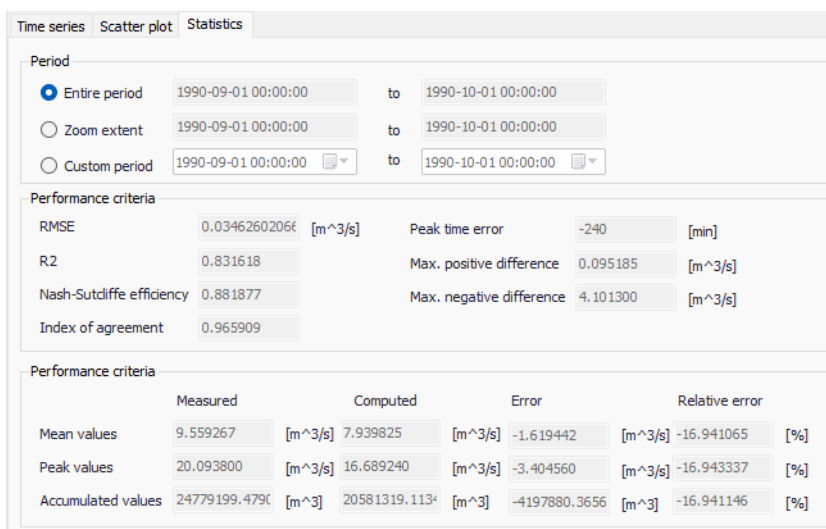 Time series Scatter plot Statistics
Period
Entire period 1990-09-01 00:00:00 to 1990-10-01 00:00:00
Zoom extent 1990-09-01 00:00:00 to 1990-10-01 00:00:00
Custom period 1990-09-01 00:00:00 to 1990-10-01 00:00:00
Performance criteria
RMSE 0.03462602066 [m^3/s] Peak time error -240 [min]
R2 0.831618 Max. positive difference 0.095185 [m^3/s]
Nash-Sutcliffe efficiency 0.881877 Max. negative difference 4.101300 [m^3/s]
Index of agreement 0.965909
Performance criteria
Measured Computed Error Relative error
Mean values 9.559267 [m^3/s] 7.939825 [m^3/s] -1.619442 [m^3/s] -16.941065 [%]
Peak values 20.093800 [m^3/s] 16.689240 [m^3/s] -3.404560 [m^3/s] -16.943337 [%]
Accumulated values 24779199.479 [m^3] 20581319.113 [m^3] -4197880.3656 [m^3] -16.941146 [%]